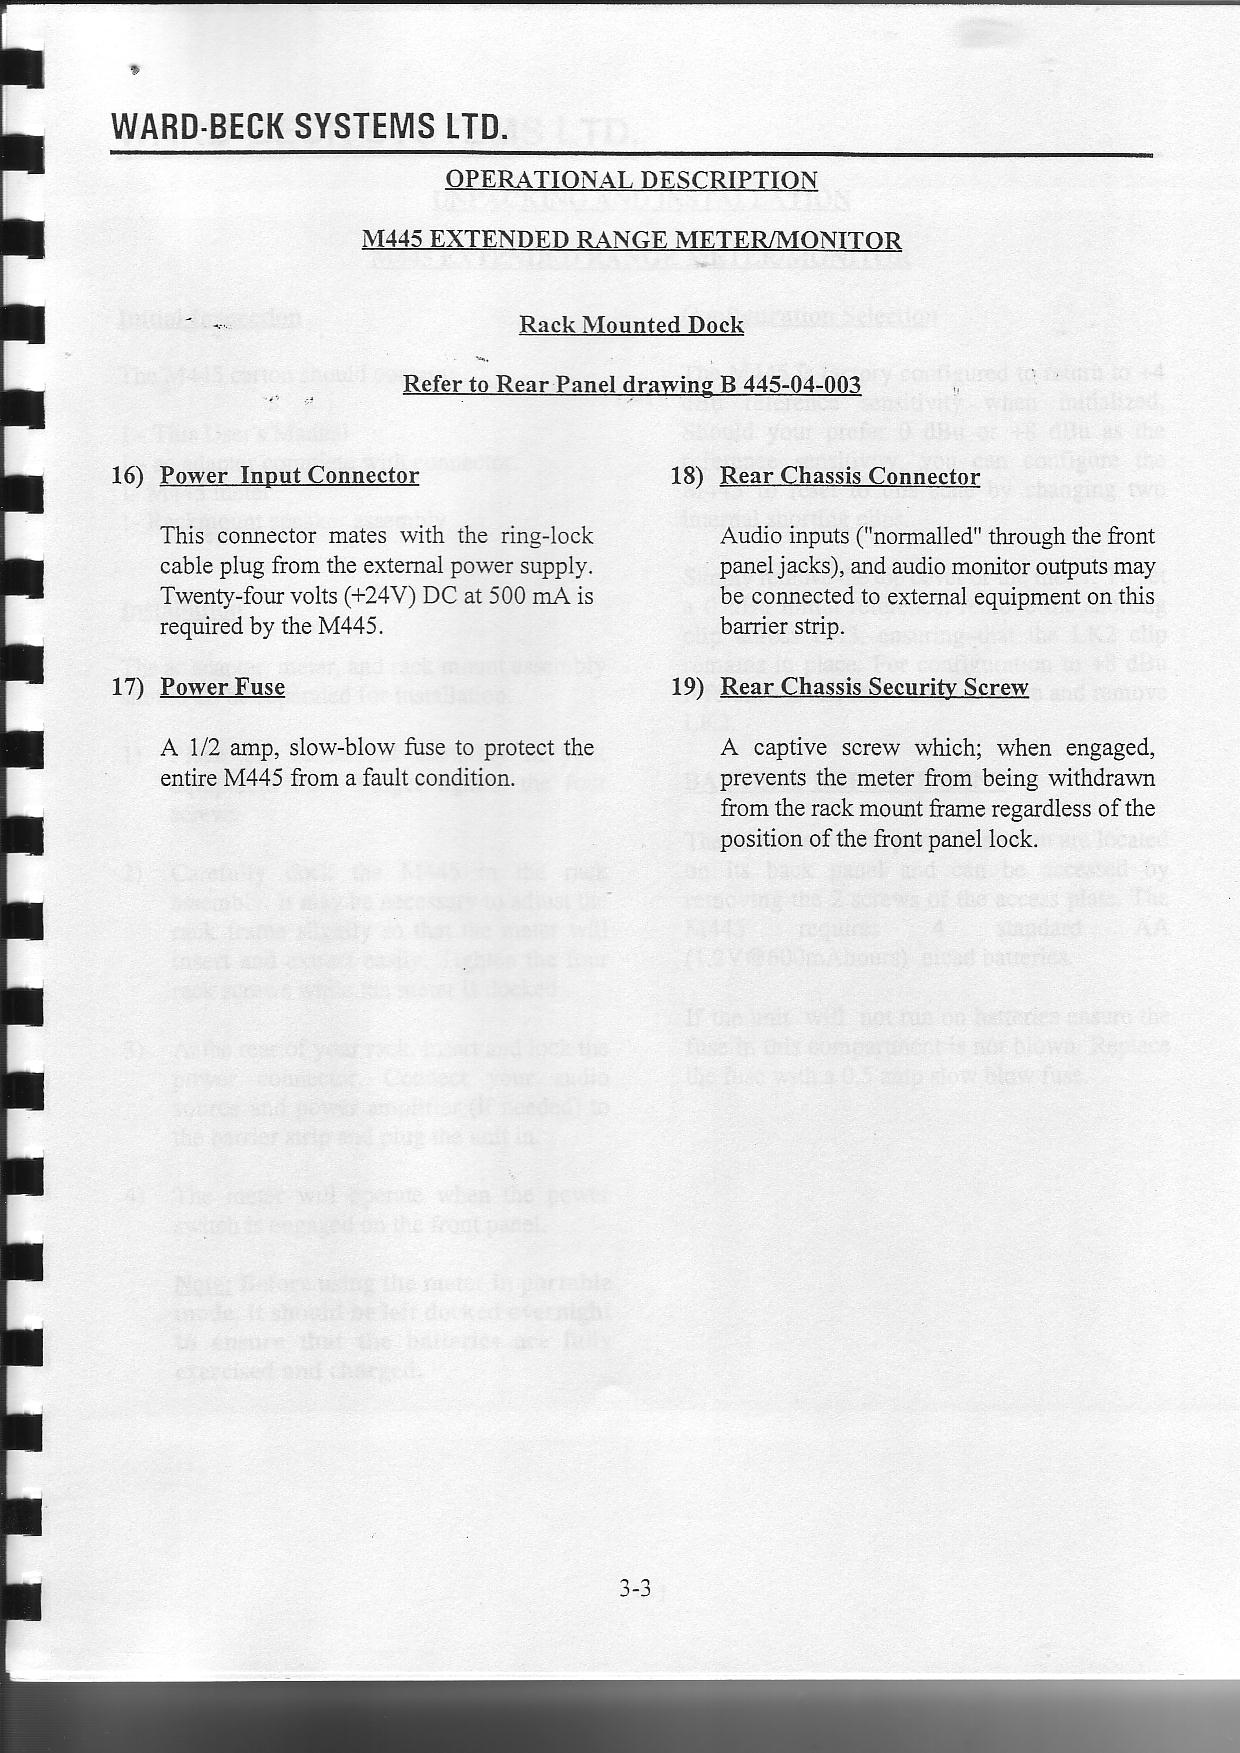 WARD-BECK SYSTEMS LTD.
OPERATIONAL DESCRIPTION
M445 EXTENDED RANGE METER/MONITOR
Rack Mounted Dock
Refer to Rear Panel drawing B 445-04-003
16) Power Input Connector
This connector mates with the ring-lock
cable plug from the external power supply.
Twenty-four volts (+24V) DC at 500 mA is
required by the M445.
17) Power Fuse
A 1/2 amp, slow-blow fuse to protect the
entire M445 from a fault condition.
18) Rear Chassis Connector
Audio inputs ("normalled" through the front
panel jacks), and audio monitor outputs may
be connected to external equipment on this
barrier strip.
19) Rear Chassis Security Screw
A captive screw which; when engaged,
prevents the meter from being withdrawn
from the rack mount frame regardless of the
position of the front panel lock.
3-3